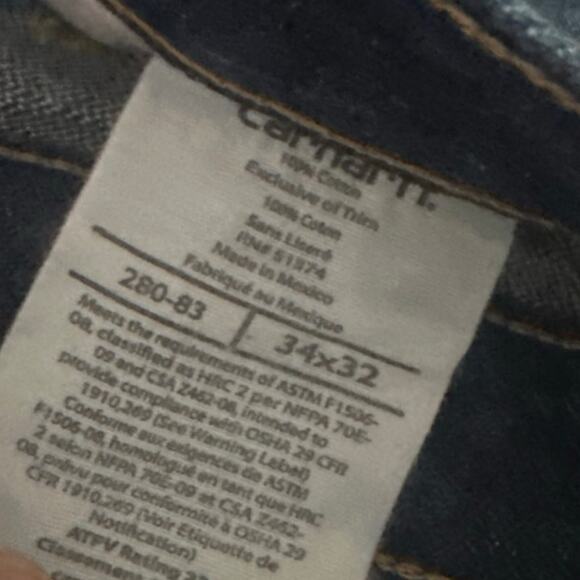 carhartt.
100% Cotton
Exclusive of Trim
100% Coton
Sans Liseré
RN# 51974
Made in Mexico
Fabriqué au Mexique
280-83 34x32
Meets the requirements of ASTM F1506-
08, classified as HRC 2 per NFPA 70E-
09 and CSA Z462-08, intended to
provide compliance with OSHA 29 CFR
1910.269 (See Warning Label)
Conforme aux exigences de ASTM
F1506-08, homologué en tant que HRC
2 selon NFPA 70E-09 et CSA Z462-
08, prévu pour conformité à OSHA 29
CFR 1910.269 (Voir Etiquette de
Notification)
ATPV Rating
Classement